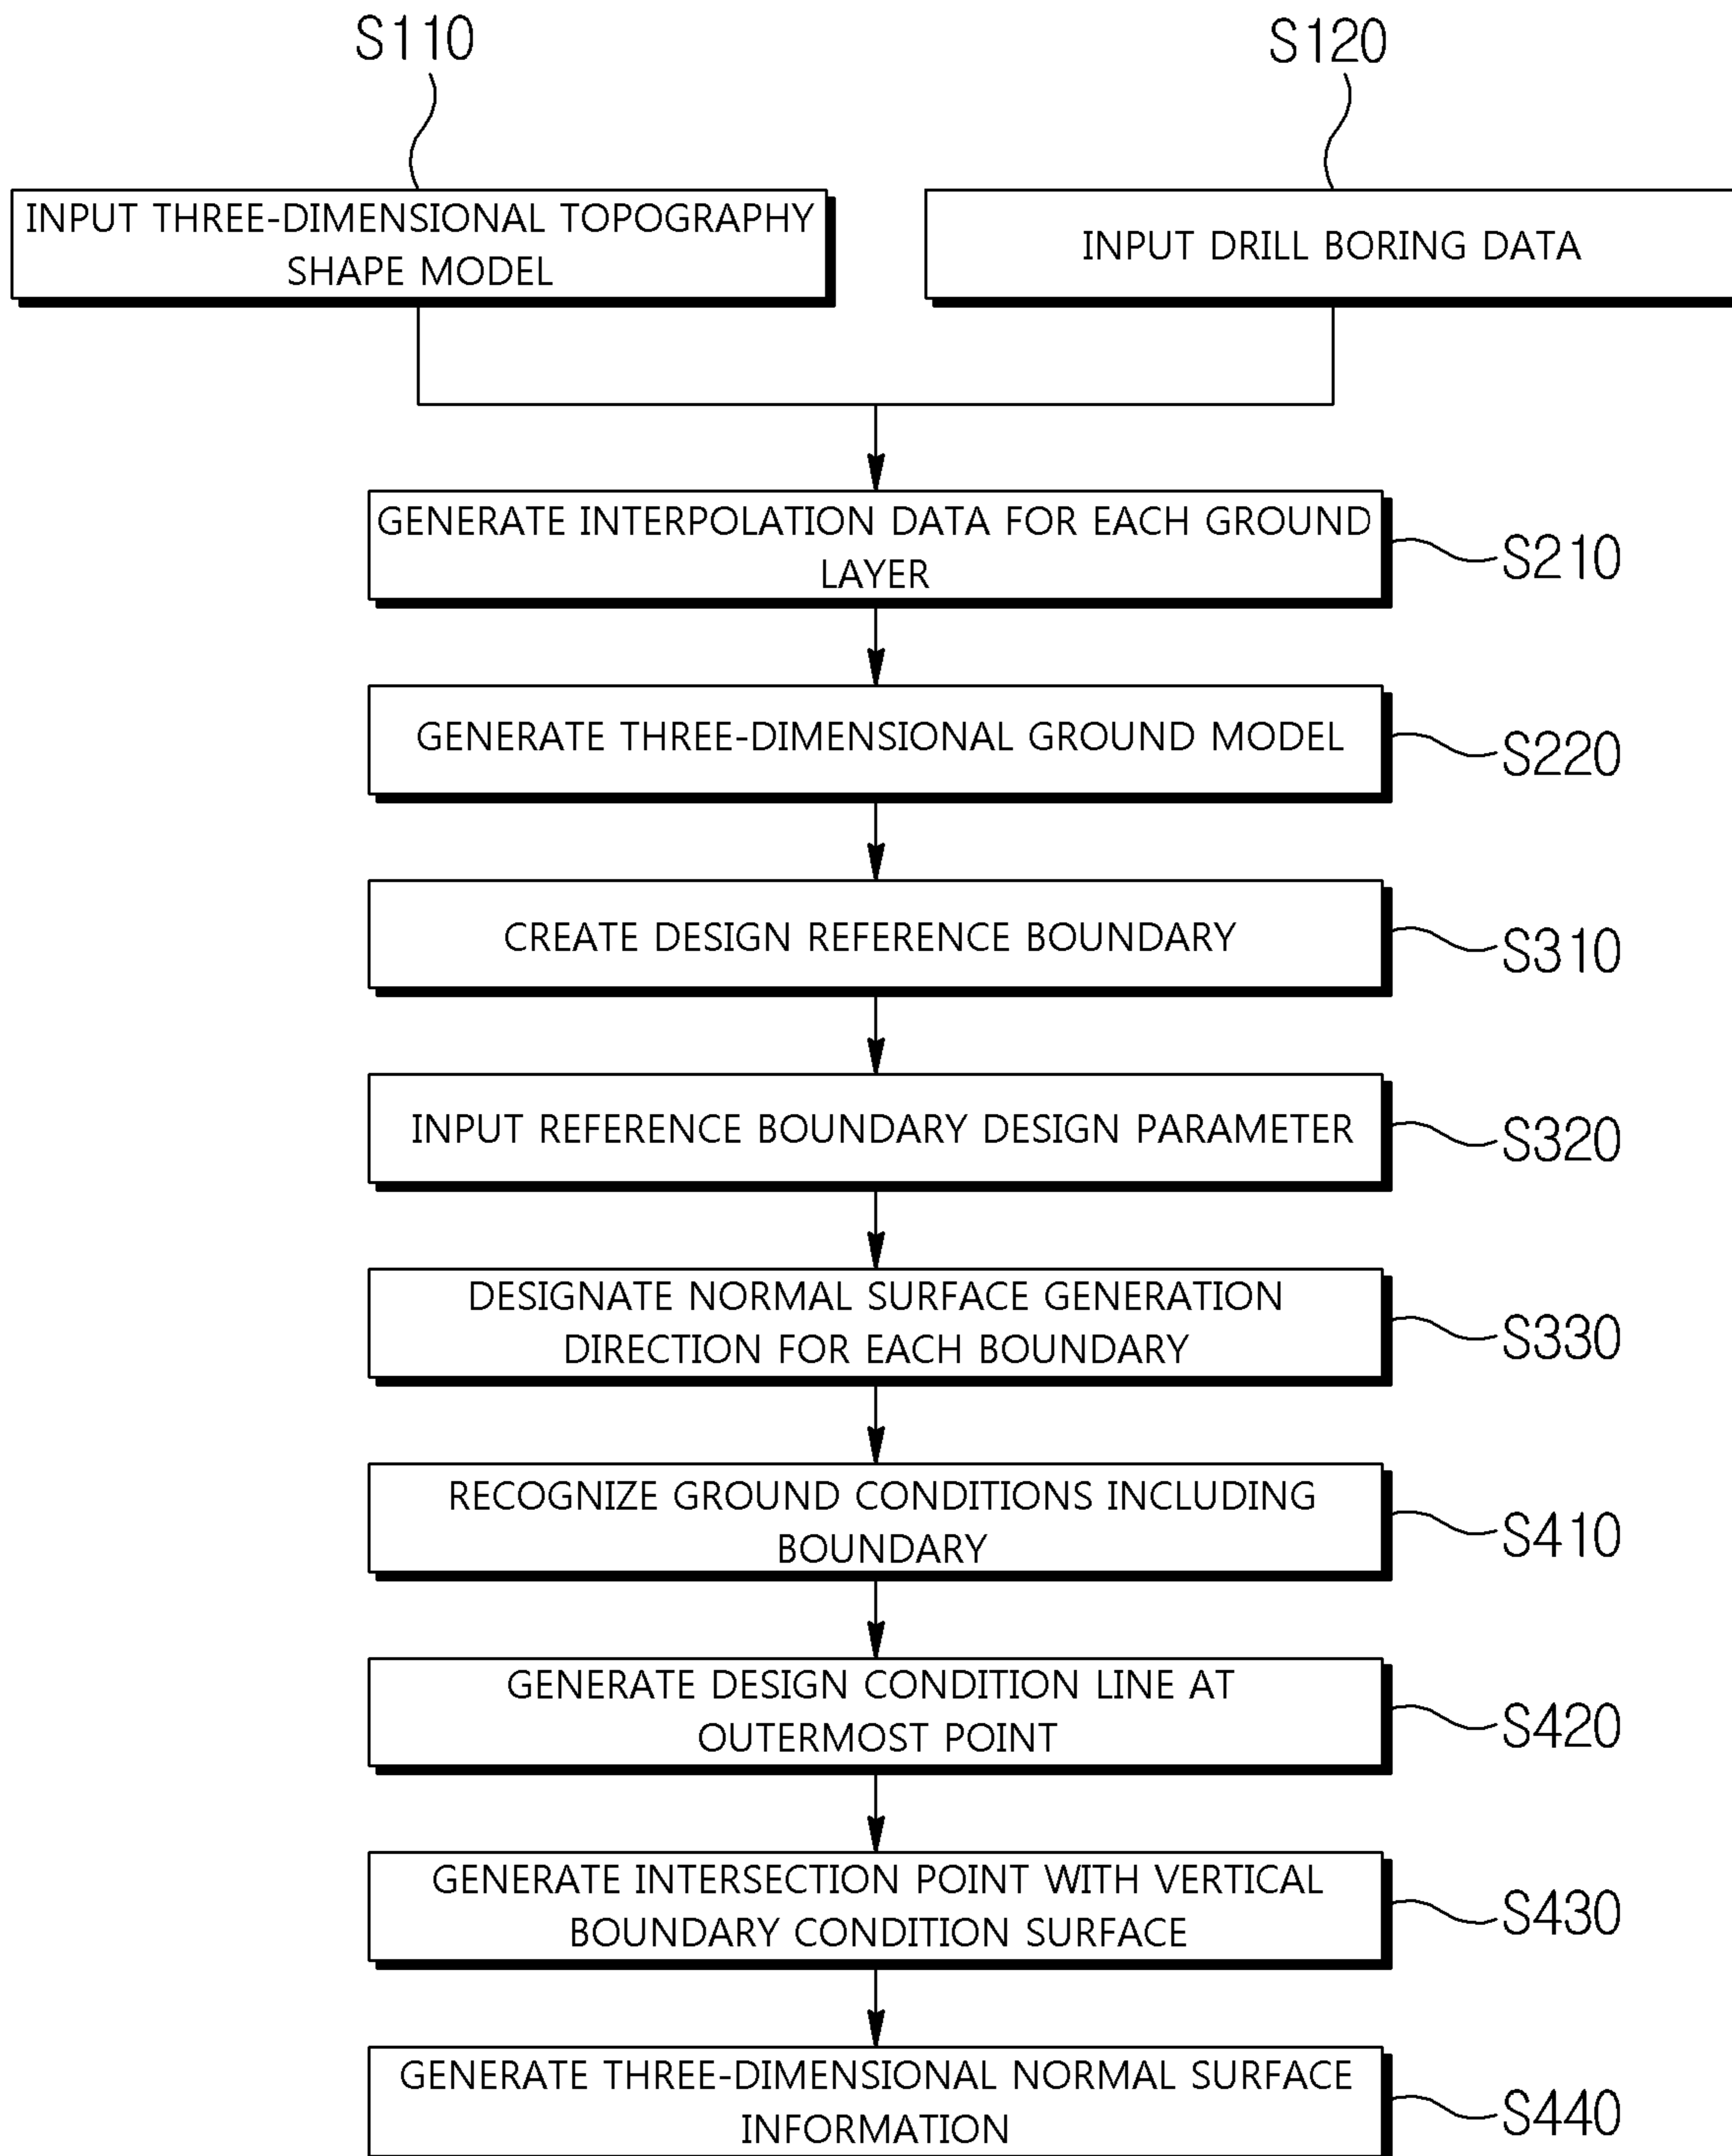 S110
S120
INPUT THREE-DIMENSIONAL TOPOGRAPHY
SHAPE MODEL
INPUT DRILL BORING DATA
GENERATE INTERPOLATION DATA FOR EACH GROUND
LAYER
S210
GENERATE THREE-DIMENSIONAL GROUND MODEL
S220
CREATE DESIGN REFERENCE BOUNDARY
S310
INPUT REFERENCE BOUNDARY DESIGN PARAMETER
S320
DESIGNATE NORMAL SURFACE GENERATION
DIRECTION FOR EACH BOUNDARY
S330
RECOGNIZE GROUND CONDITIONS INCLUDING
BOUNDARY
S410
GENERATE DESIGN CONDITION LINE AT
OUTERMOST POINT
S420
GENERATE INTERSECTION POINT WITH VERTICAL
BOUNDARY CONDITION SURFACE
S430
GENERATE THREE-DIMENSIONAL NORMAL SURFACE
INFORMATION
S440